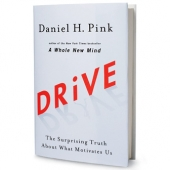 Daniel H. Pink
author of the New York Times bestseller
A Whole New Mind
DRiVE
The Surprising Truth
About What Motivates Us